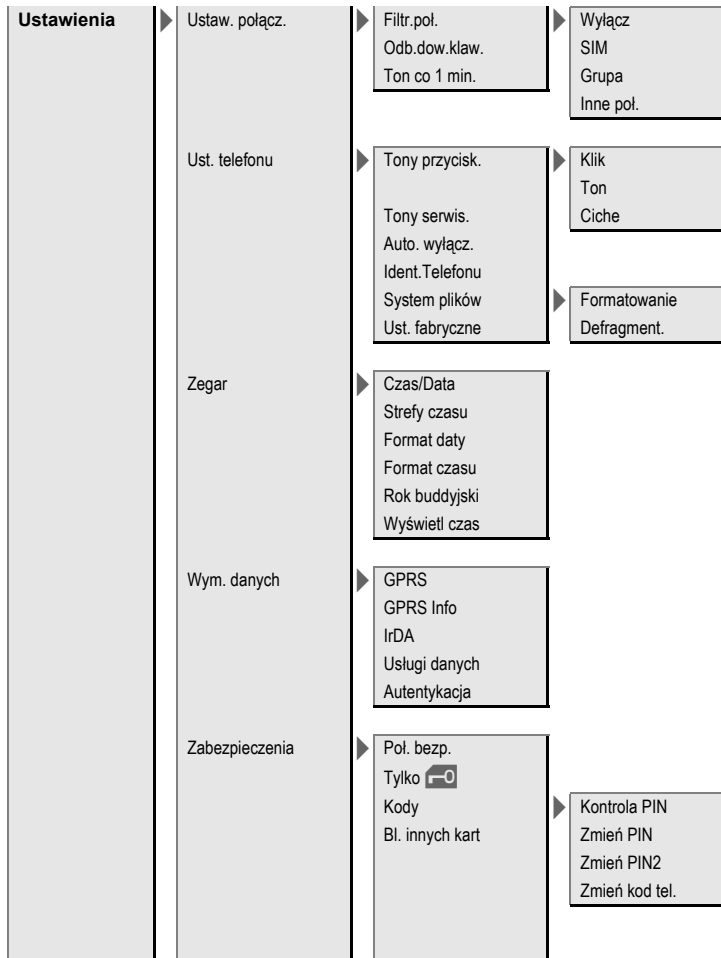 Ustawienia Ustaw. połącz. Filtr.poł. Wyłącz
Odb.dow.klaw. SIM
Ton co 1 min. Grupa
Inne poł.
Ust. telefonu Tony przycisk. Klik
Ton
Tony serwis. Ciche
Auto. wyłącz.
Ident.Telefonu
System plików Formatowanie
Ust. fabryczne Defragment.
Zegar Czas/Data
Strefy czasu
Format daty
Format czasu
Rok buddyjski
Wyświetl czas
Wym. danych GPRS
GPRS Info
IrDA
Usługi danych
Autentykacja
Zabezpieczenia Poł. bezp.
Tylko
Kody Kontrola PIN
Bl. innych kart Zmień PIN
Zmień PIN2
Zmień kod tel.